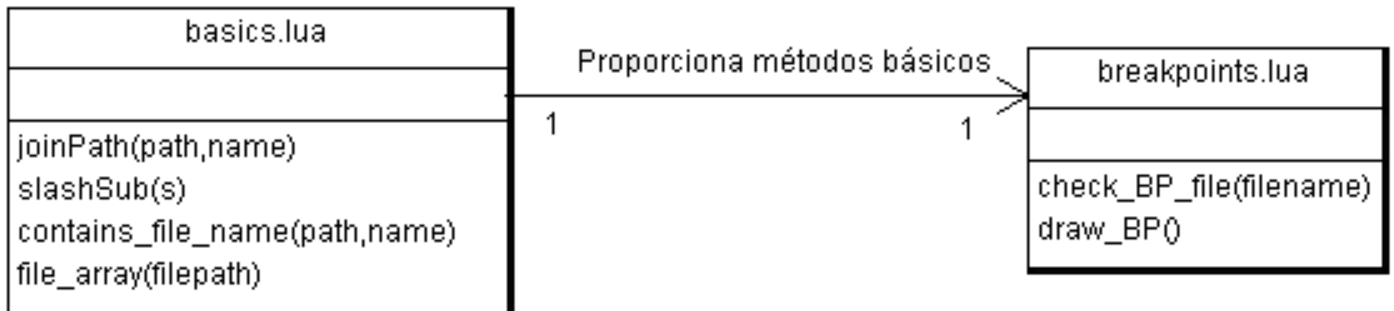 basics.lua
joinPath(path,name)
slashSub(s)
contains_file_name(path,name)
file_array(filepath)
Proporciona métodos básicos
1
1
breakpoints.lua
check_BP_file(filename)
draw_BP()